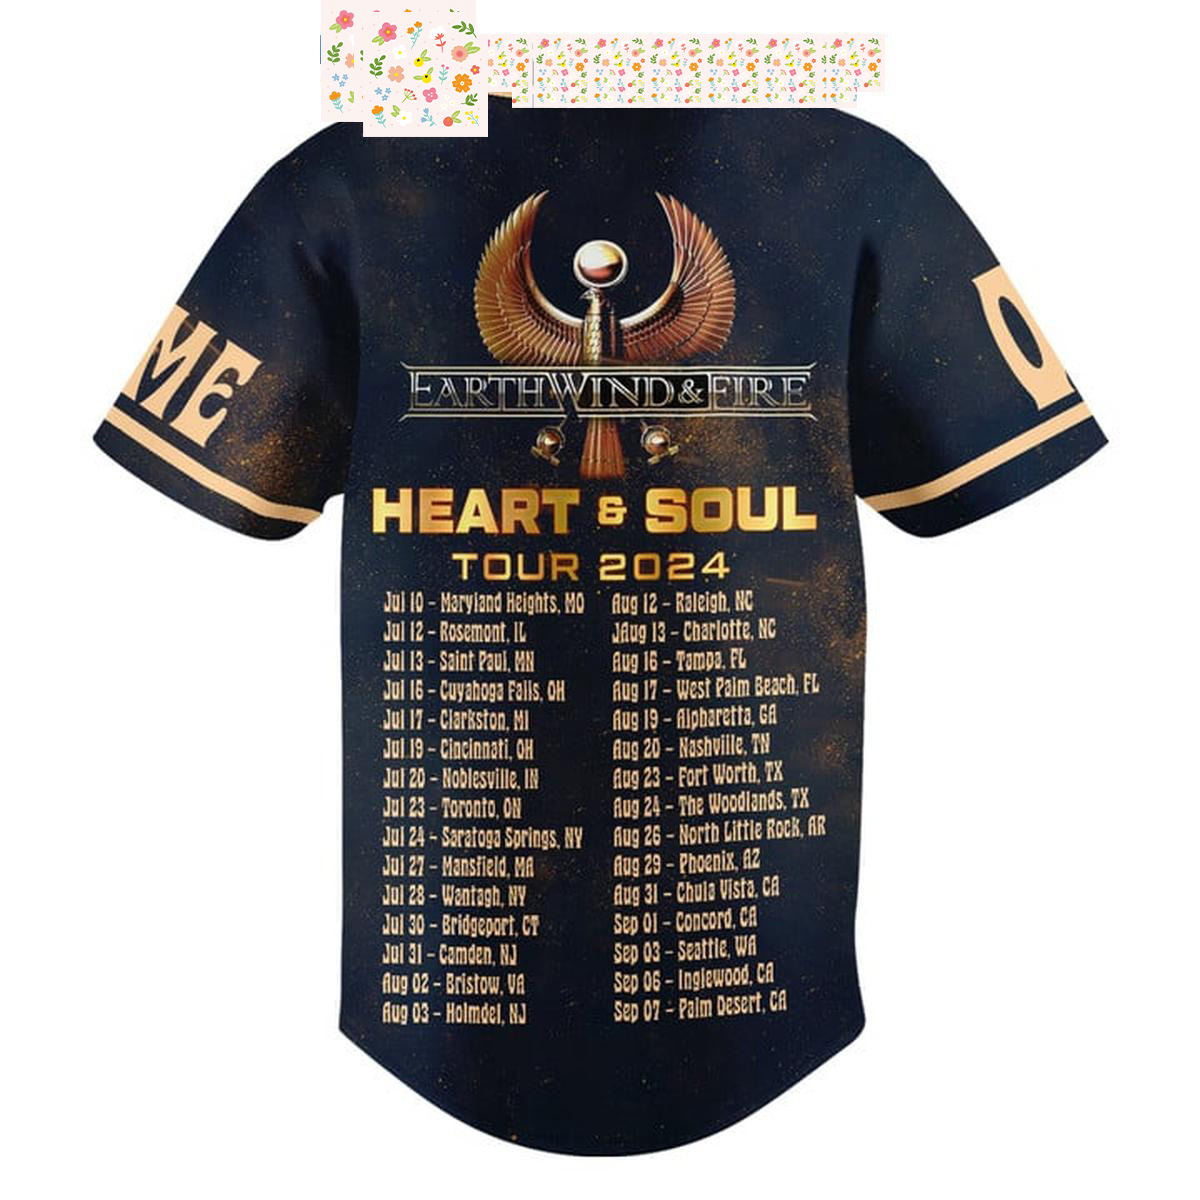 ME
O
EARTH WIND & FIRE
HEART & SOUL
TOUR 2024
Jul 10 - Maryland Heights, MO
Jul 12 - Rosemont, IL
Jul 13 - Saint Paul, MN
Jul 16 - Cuyahoga Falls, OH
Jul 17 - Clarkston, MI
Jul 19 - Cincinnati, OH
Jul 20 - Noblesville, IN
Jul 23 - Toronto, ON
Jul 24 - Saratoga Springs, NY
Jul 27 - Mansfield, MA
Jul 28 - Wantagh, NY
Jul 30 - Bridgeport, CT
Jul 31 - Camden, NJ
Aug 02 - Bristow, VA
Aug 03 - Holmdel, NJ
Aug 12 - Raleigh, NC
JAug 13 - Charlotte, NC
Aug 16 - Tampa, FL
Aug 17 - West Palm Beach, FL
Aug 19 - Alpharetta, GA
Aug 20 - Nashville, TN
Aug 23 - Fort Worth, TX
Aug 24 - The Woodlands, TX
Aug 26 - North Little Rock, AR
Aug 29 - Phoenix, AZ
Aug 31 - Chula Vista, CA
Sep 01 - Concord, CA
Sep 03 - Seattle, WA
Sep 06 - Inglewood, CA
Sep 07 - Palm Desert, CA